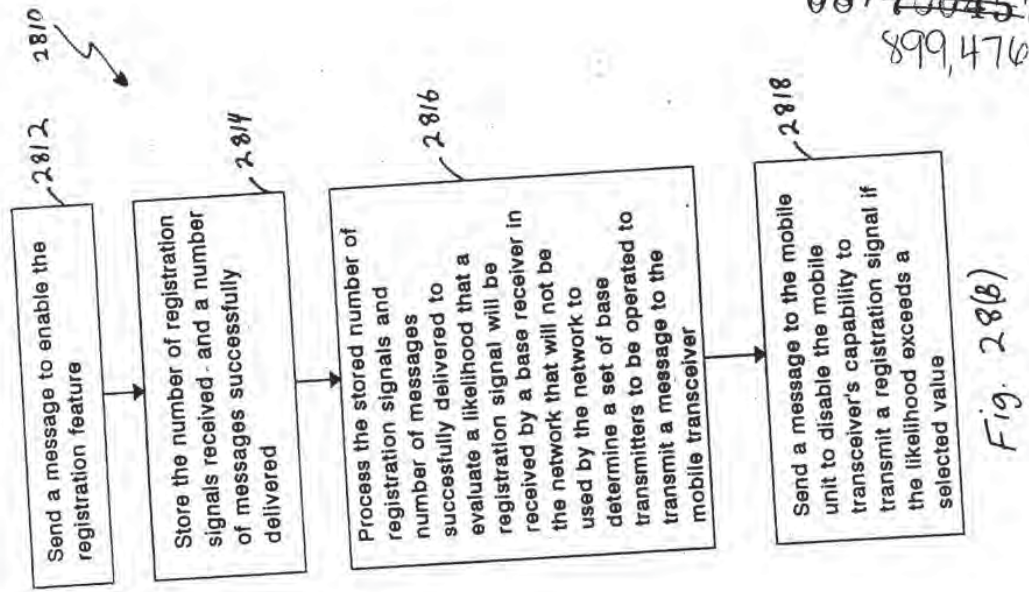 899,476
2810
2812
Send a message to enable the
registration feature
2814
Store the number of registration
signals received - and a number
of messages successfully
delivered
2816
Process the stored number of
registration signals and
number of messages
successfully delivered to
evaluate a likelihood that a
registration signal will be
received by a base receiver in
the network that will not be
used by the network to
determine a set of base
transmitters to be operated to
transmit a message to the
mobile transceiver
2818
Send a message to the mobile
unit to disable the mobile
transceiver's capability to
transmit a registration signal if
the likelihood exceeds a
selected value
Fig. 28(B)